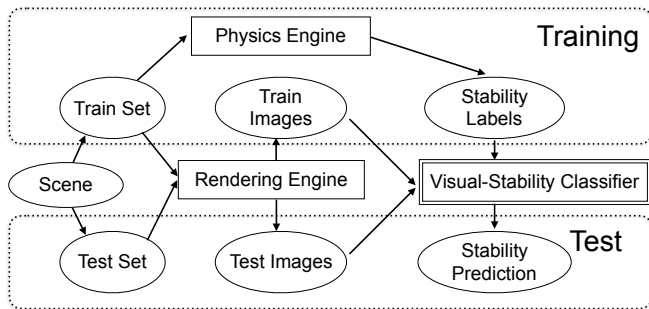 Physics Engine
Training
Train Set
Train
Images
Stability
Labels
Scene
Rendering Engine
Visual-Stability Classifier
Test Set
Test Images
Stability
Prediction
Test